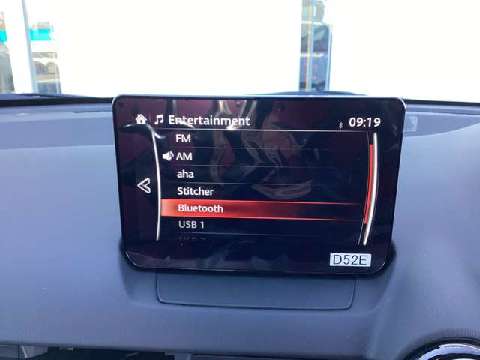 Entertainment
09:19
FM
AM
aha
Stitcher
Bluetooth
USB 1
D52E